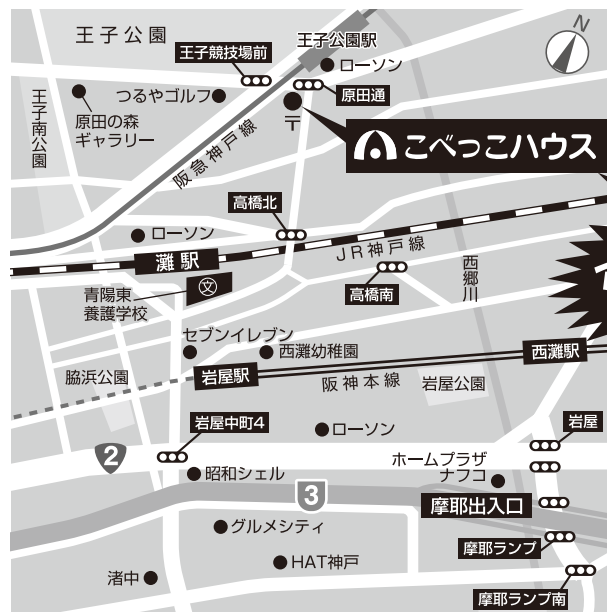 N
王子公園
王子公園駅
王子競技場前
ローソン
つるやゴルフ
原田通
原田の森
ギャラリー
王子南公園
〒
阪急神戸線
こべっこハウス
高橋北
ローソン
灘駅
JR神戸線
西郷川
高橋南
文
青陽東
養護学校
セブンイレブン
西灘幼稚園
西灘駅
脇浜公園
岩屋駅
阪神本線
岩屋公園
岩屋中町4
ローソン
岩屋
2
昭和シェル
ホームプラザ
ナフコ
3
摩耶出入口
グルメシティ
摩耶ランプ
HAT神戸
渚中
摩耶ランプ南